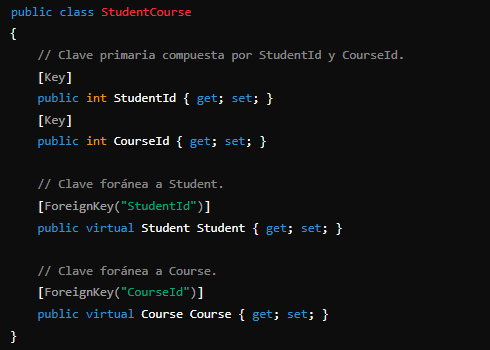 public class StudentCourse
{
// Clave primaria compuesta por StudentId y CourseId.
[Key]
public int StudentId { get; set; }
[Key]
public int CourseId { get; set; }
// Clave foránea a Student.
[ForeignKey("StudentId")]
public virtual Student Student { get; set; }
// Clave foránea a Course.
[ForeignKey("CourseId")]
public virtual Course Course { get; set; }
}